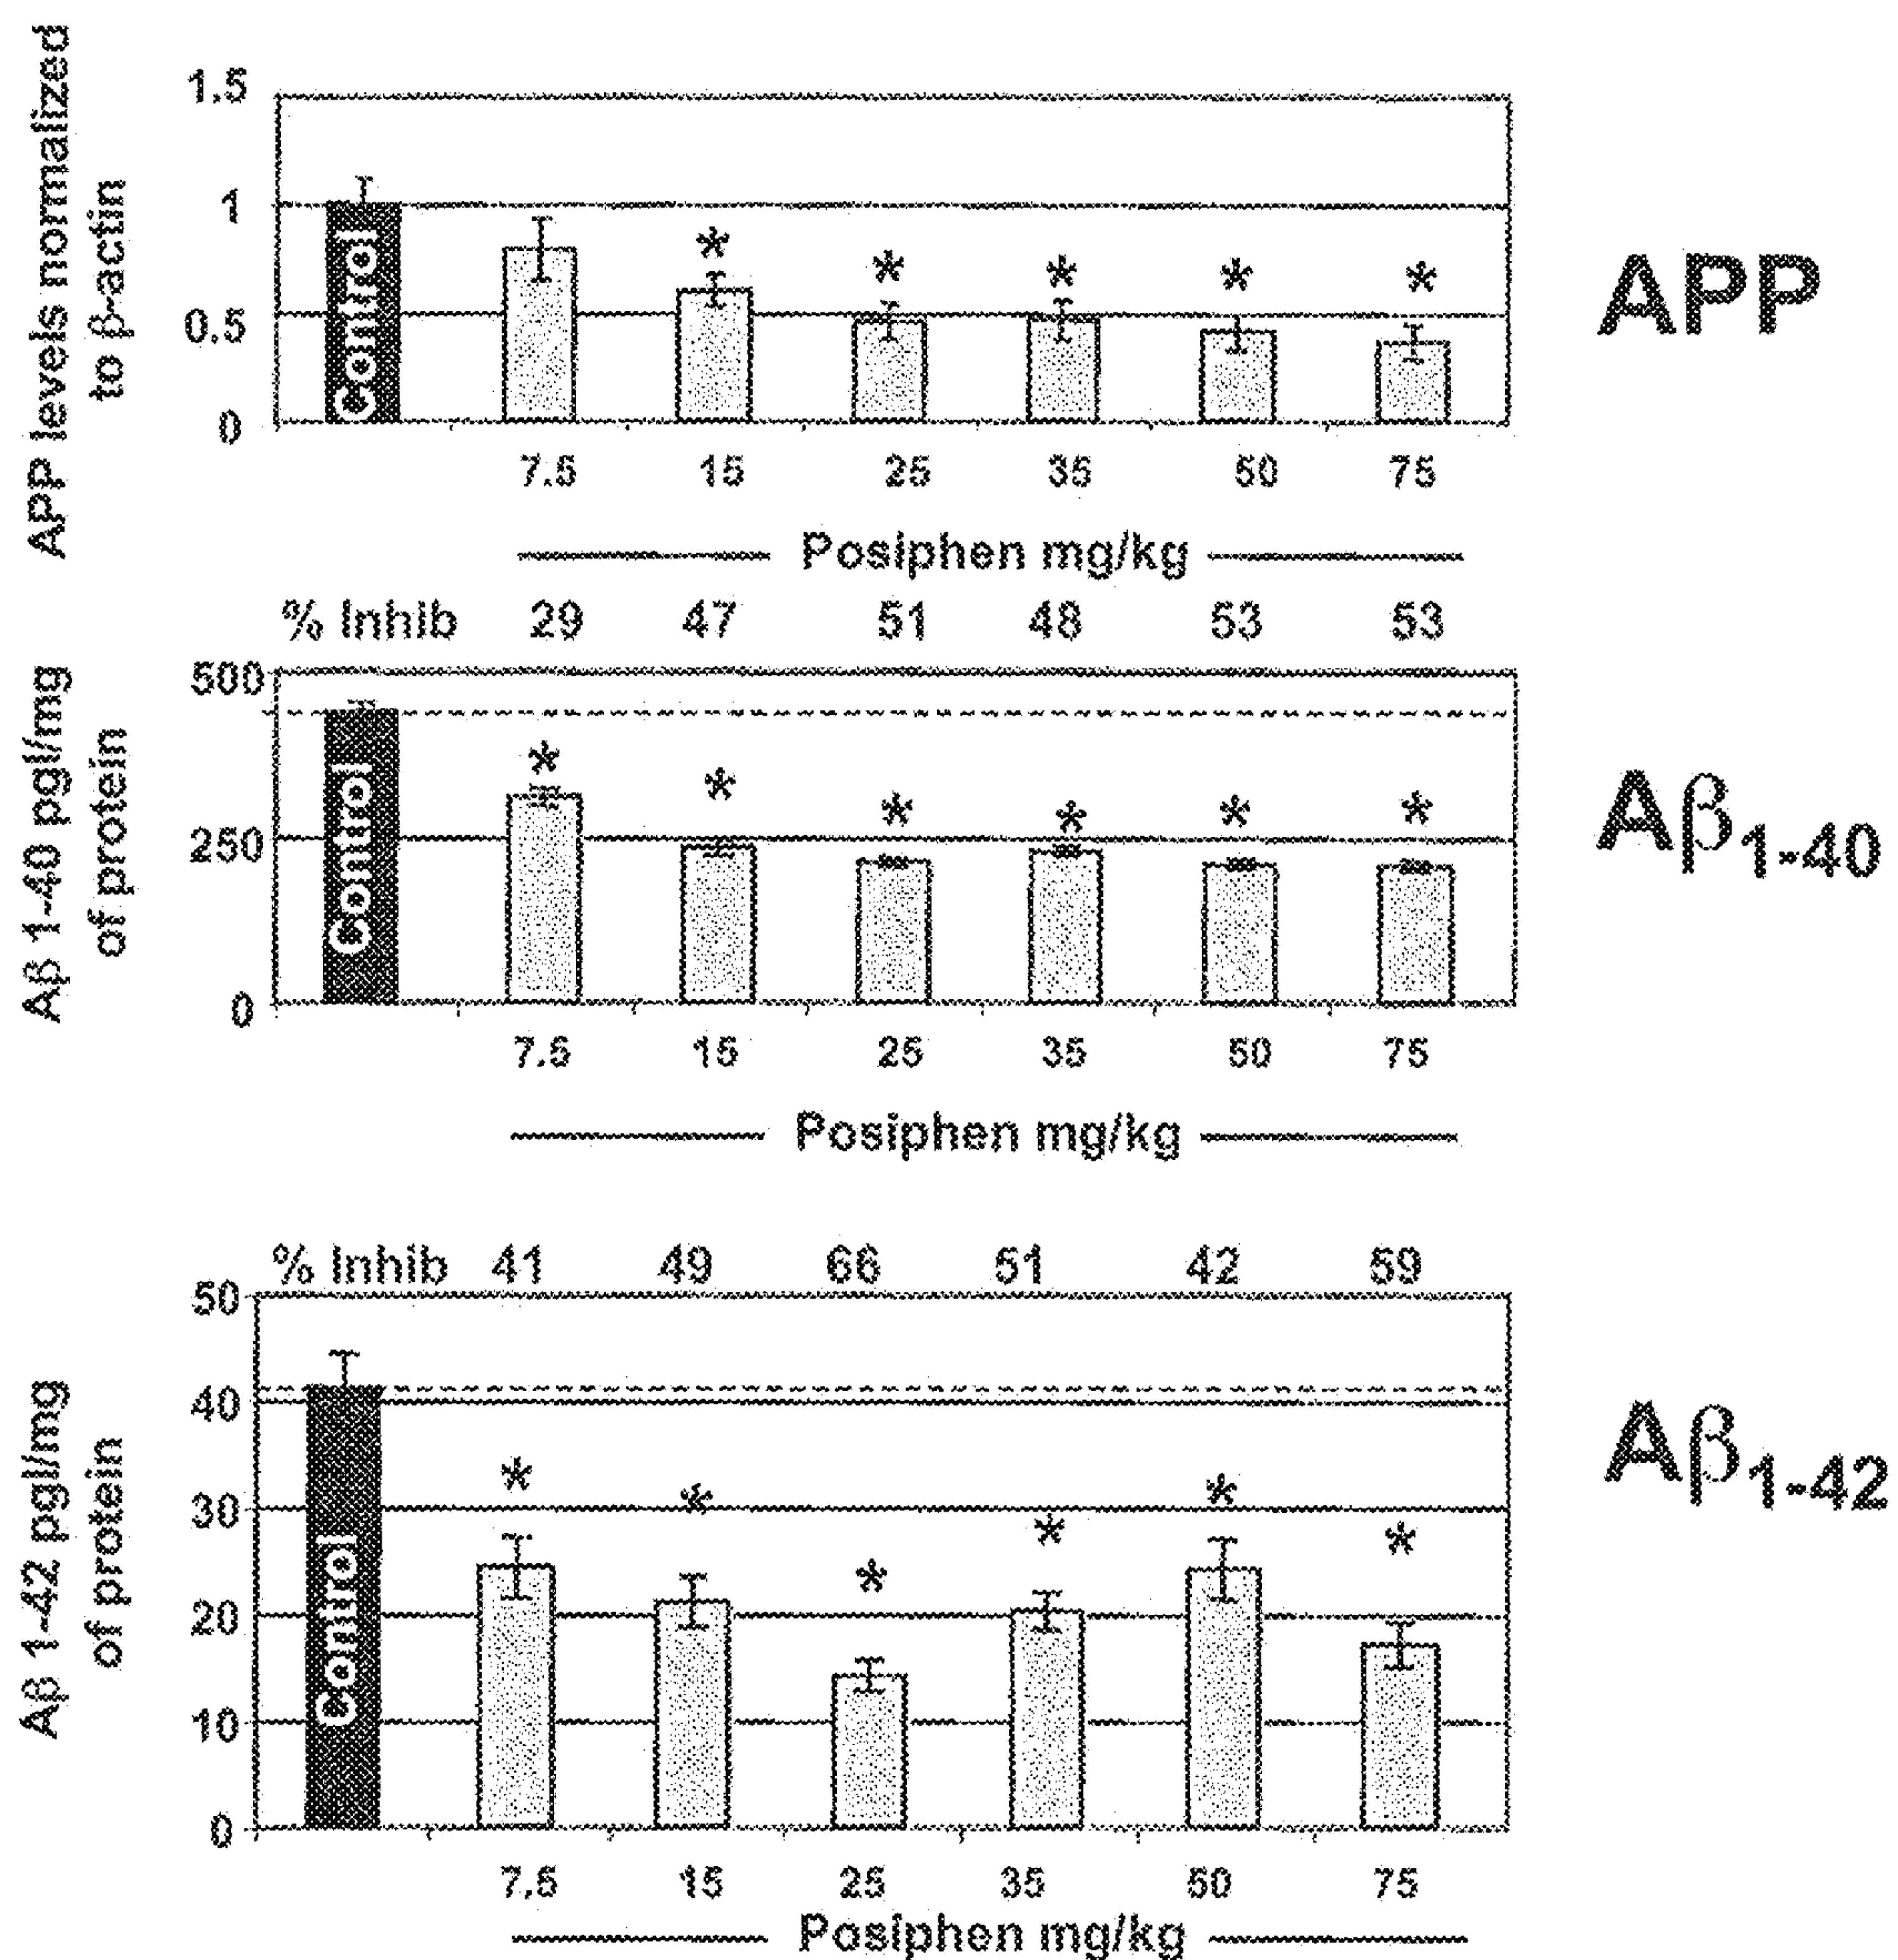 APP levels normalized
to β-actin
1.5
1
0.5
0
Control
* * * * *
7.5 15 25 35 50 75
Posiphen mg/kg
APP
% Inhib 29 47 51 48 53 53
Aβ 1-40 pgl/mg
of protein
500
250
0
Control
* * * * * *
7.5 15 25 35 50 75
Posiphen mg/kg
Aβ1-40
% Inhib 41 49 66 51 42 59
Aβ 1-42 pgl/mg
of protein
50
40
30
20
10
0
Control
* * * * * *
7.5 15 25 35 50 75
Posiphen mg/kg
Aβ1-42